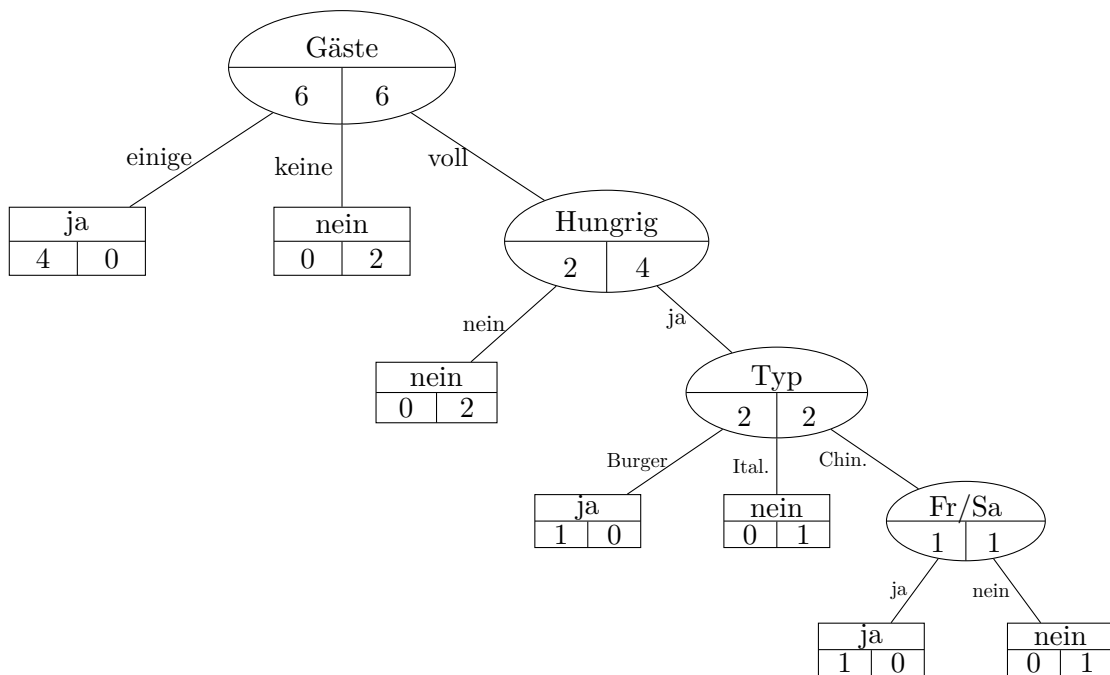 Gäste
6 6
einige keine voll
ja nein
4 0 0 2
Hungrig
2 4
nein ja
nein
0 2
Typ
2 2
Burger Ital. Chin.
ja nein
1 0 0 1
Fr/Sa
1 1
ja nein
ja nein
1 0 0 1